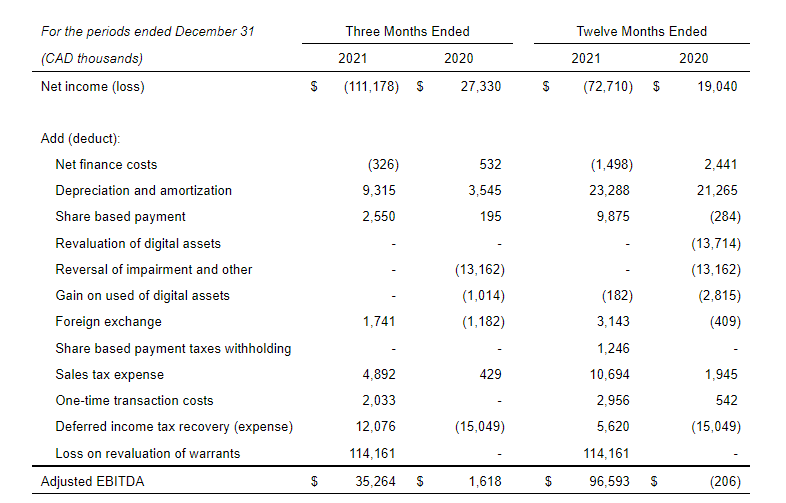 For the periods ended December 31 Three Months Ended Twelve Months Ended
(CAD thousands) 2021 2020 2021 2020
Net income (loss) $ (111,178) $ 27,330 $ (72,710) $ 19,040
Add (deduct):
Net finance costs (326) 532 (1,498) 2,441
Depreciation and amortization 9,315 3,545 23,288 21,265
Share based payment 2,550 195 9,875 (284)
Revaluation of digital assets - - - (13,714)
Reversal of impairment and other - (13,162) - (13,162)
Gain on used of digital assets - (1,014) (182) (2,815)
Foreign exchange 1,741 (1,182) 3,143 (409)
Share based payment taxes withholding - - 1,246 -
Sales tax expense 4,892 429 10,694 1,945
One-time transaction costs 2,033 - 2,956 542
Deferred income tax recovery (expense) 12,076 (15,049) 5,620 (15,049)
Loss on revaluation of warrants 114,161 - 114,161 -
Adjusted EBITDA $ 35,264 $ 1,618 $ 96,593 $ (206)